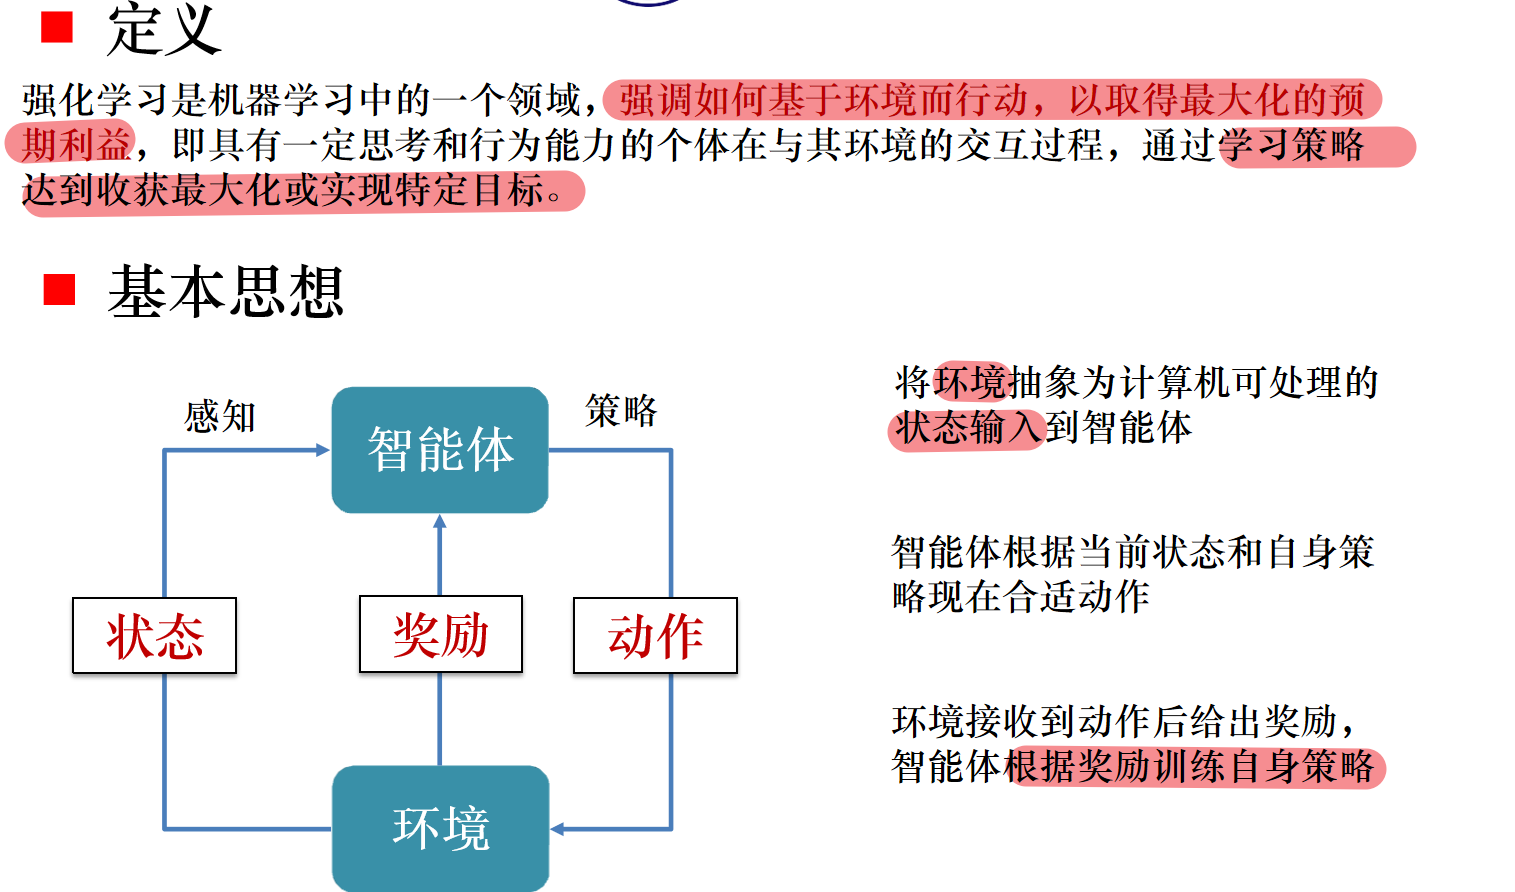 定义
强化学习是机器学习中的一个领域，强调如何基于环境而行动，以取得最大化的预
期利益，即具有一定思考和行为能力的个体在与其环境的交互过程，通过学习策略
达到收获最大化或实现特定目标。
基本思想
感知
智能体
策略
状态
奖励
动作
环境
将环境抽象为计算机可处理的
状态输入到智能体
智能体根据当前状态和自身策
略现在合适动作
环境接收到动作后给出奖励，
智能体根据奖励训练自身策略